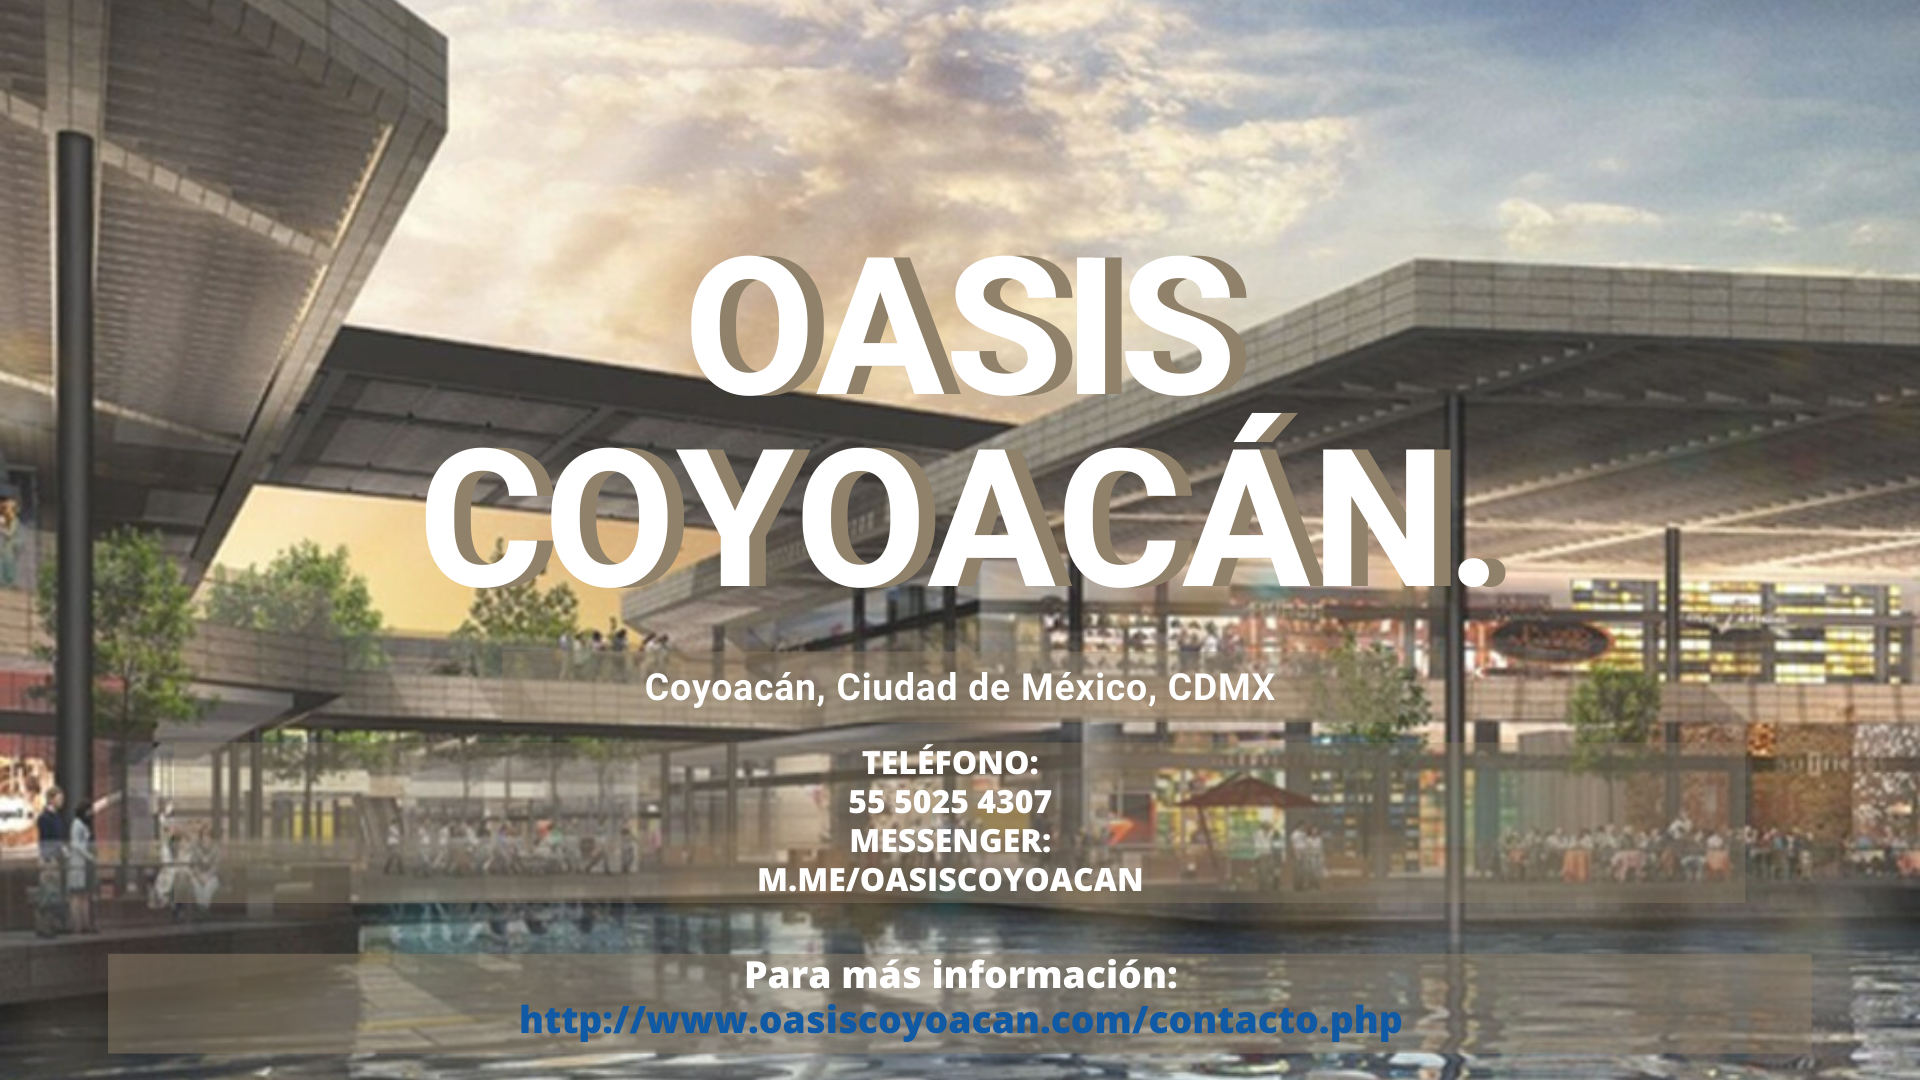 OASIS
COYOACÁN.
Coyoacán, Ciudad de México, CDMX
TELÉFONO:
55 5025 4307
MESSENGER:
M.ME/OASISCOYOACAN
Para más información:
http://www.oasiscoyoacan.com/contacto.php